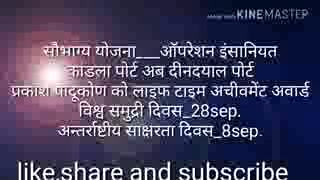 Made with KINEMASTER
सौभाग्य योजना___ऑपरेशन इंसानियत
कांडला पोर्ट अब दीनदयाल पोर्ट
प्रकाश पादूकोण को लाइफ टाइम अचीवमेंट अवार्ड
विश्व समुद्री दिवस_28sep.
अन्तर्राष्टीय साक्षरता दिवस_8sep.
like,share and subscribe